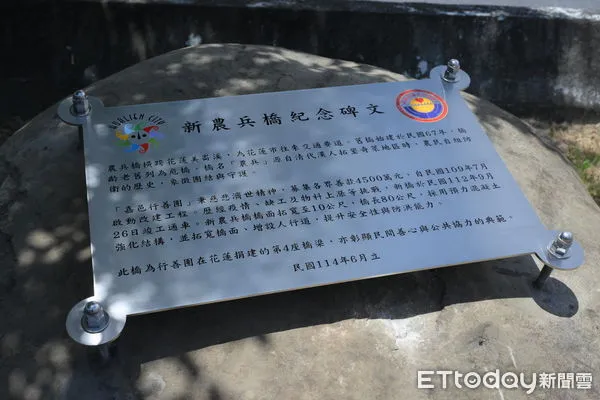 HUALIEN CITY
新農兵橋紀念碑文
農兵橋橫跨花蓮美崙溪，為花蓮市往來交通要道。舊橋始建於民國67年，橋
齡老舊列為危橋。橋名「農兵」源自清代漢人拓墾奇萊地區時，農民自組防
衛的歷史，象徵團結與守護。
「嘉邑行善團」秉慈悲濟世精神，募集各界善款4500萬元，自民國109年7月
啟動改建工程。歷經疫情、缺工及物料上漲等挑戰，新橋於民國112年9月
26日竣工通車。新農兵橋橋面拓寬至10公尺、橋長80公尺，採用預力混凝土
強化結構，並拓寬橋面、增設人行道，提升安全性與防洪能力。
此橋為行善團在花蓮捐建的第4座橋梁，亦彰顯民間善心與公共協力的典範。
民國114年6月立
ETtoday新聞雲